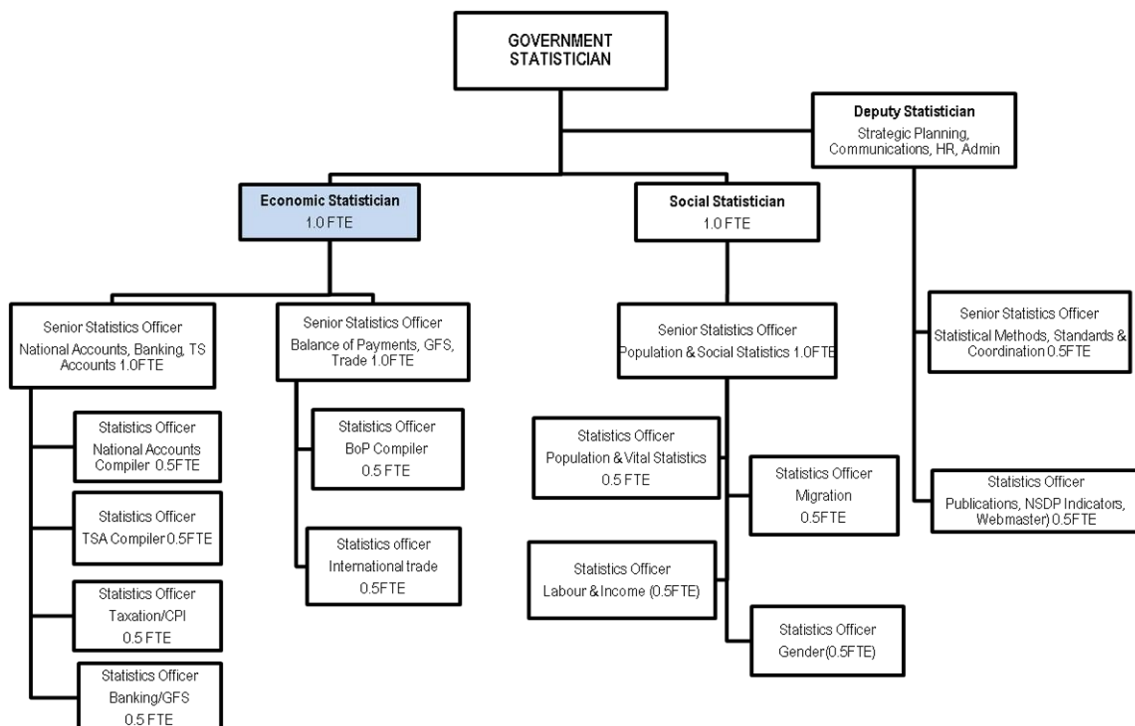 GOVERNMENT
STATISTICIAN
Deputy Statistician
Strategic Planning,
Communications, HR, Admin
Economic Statistician
1.0 FTE
Social Statistician
1.0 FTE
Senior Statistics Officer
National Accounts, Banking, TS
Accounts 1.0FTE
Senior Statistics Officer
Balance of Payments, GFS,
Trade 1.0FTE
Senior Statistics Officer
Population & Social Statistics 1.0FTE
Senior Statistics Officer
Statistical Methods, Standards &
Coordination 0.5FTE
Statistics Officer
National Accounts
Compiler 0.5FTE
Statistics Officer
TSA Compiler 0.5FTE
Statistics Officer
Taxation/CPI
0.5 FTE
Statistics Officer
Banking/GFS
0.5 FTE
Statistics Officer
BoP Compiler
0.5 FTE
Statistics officer
International trade
0.5FTE
Statistics Officer
Population & Vital Statistics
0.5 FTE
Statistics Officer
Migration
0.5FTE
Statistics Officer
Labour & Income (0.5FTE)
Statistics Officer
Gender (0.5FTE)
Statistics Officer
Publications, NSDP Indicators,
Webmaster) 0.5FTE